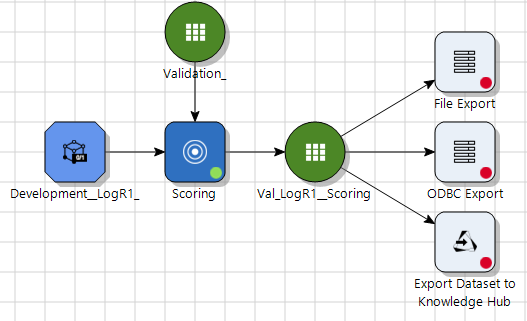 Validation_
File Export
Development__LogR1_
Scoring
Val_LogR1__Scoring
ODBC Export
Export Dataset to
Knowledge Hub